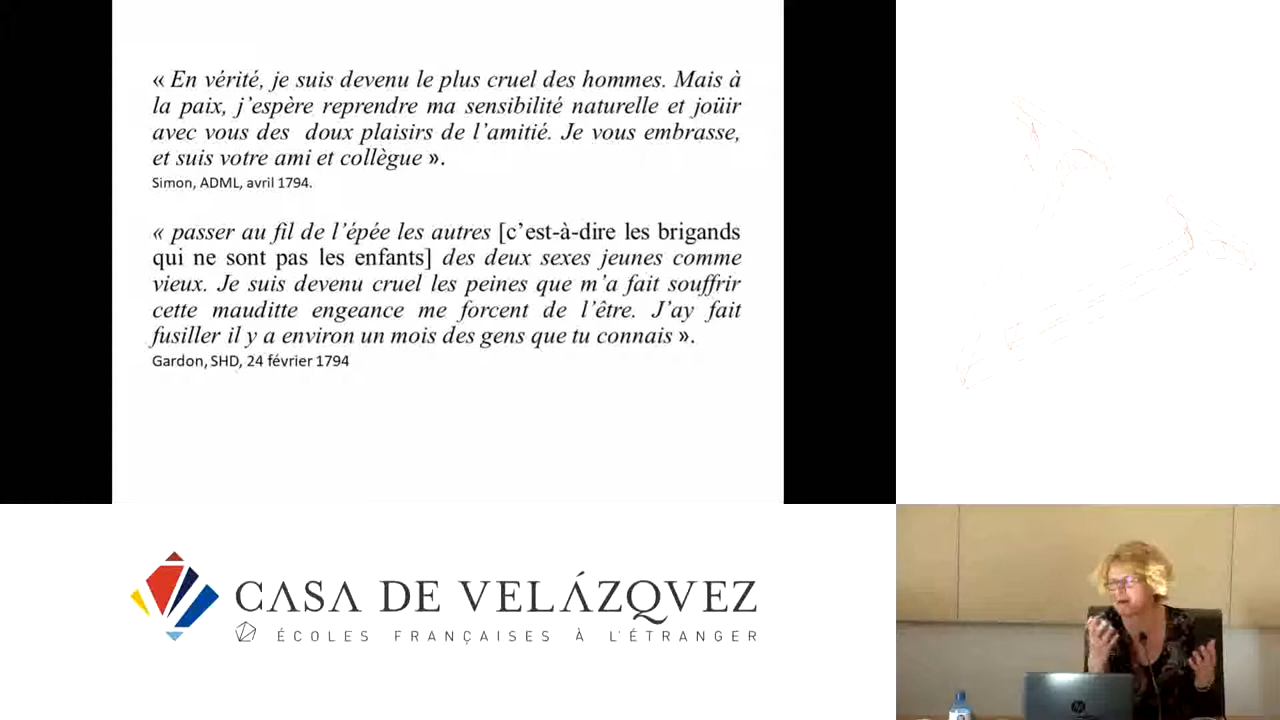 « En vérité, je suis devenu le plus cruel des hommes. Mais à
la paix, j’espère reprendre ma sensibilité naturelle et joüir
avec vous des doux plaisirs de l’amitié. Je vous embrasse,
et suis votre ami et collègue ».
Simon, ADML, avril 1794.
« passer au fil de l’épée les autres [c’est-à-dire les brigands
qui ne sont pas les enfants] des deux sexes jeunes comme
vieux. Je suis devenu cruel les peines que m’a fait souffrir
cette mauditte engeance me forcent de l’être. J’ay fait
fusiller il y a environ un mois des gens que tu connais ».
Gardon, SHD, 24 février 1794
CASA DE VELÁZQVEZ
ÉCOLES FRANÇAISES À L'ÉTRANGER
hp